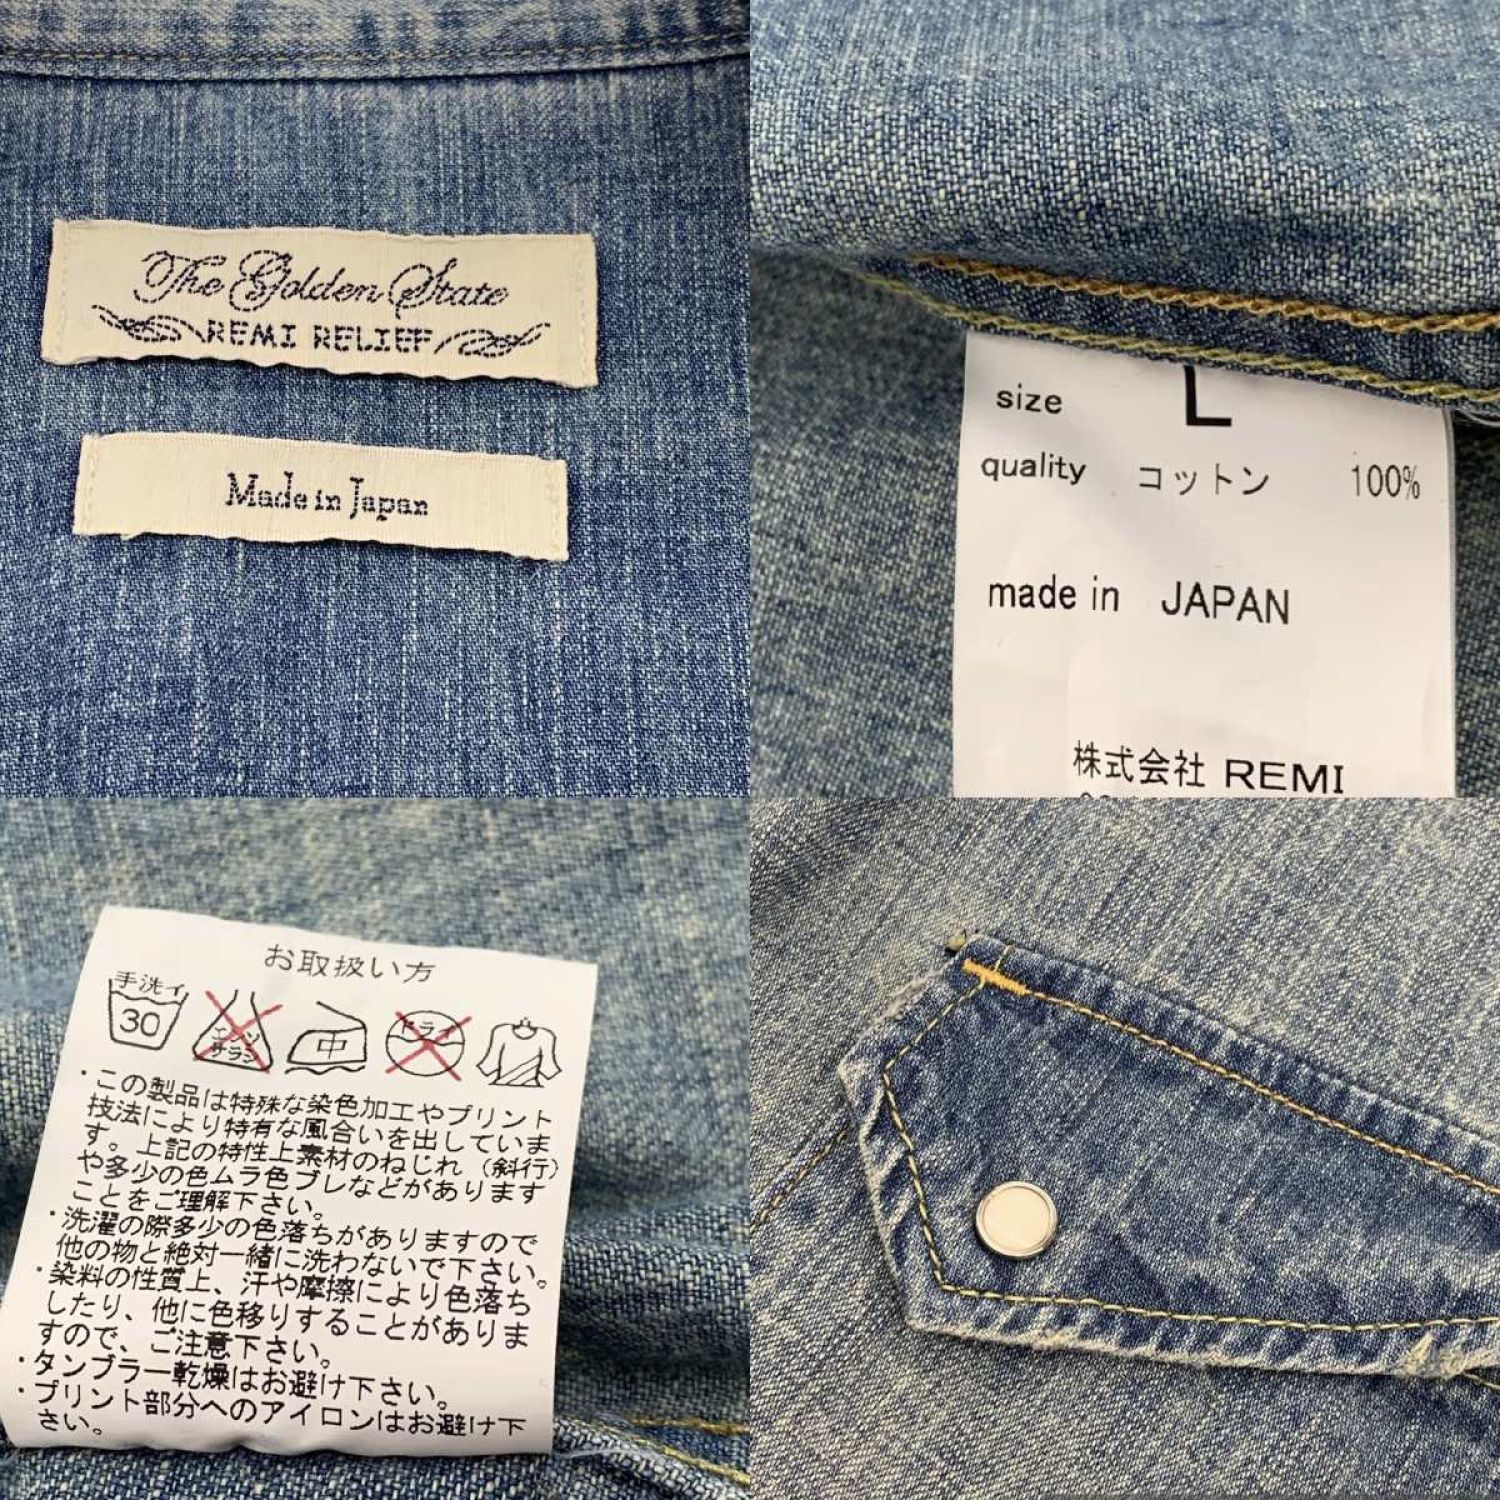 The Golden State
REMI RELIEF
Made in Japan
size L
quality コットン 100%
made in JAPAN
株式会社 REMI
お取扱い方
手洗イ
30
エンソ
サラシ
中
ドライ
・この製品は特殊な染色加工やプリント
技法により特有な風合いを出していま
す。上記の特性上素材のねじれ（斜行）
や多少の色ムラ色ブレなどがあります
ことをご理解下さい。
・洗濯の際多少の色落ちがありますので
他の物と絶対一緒に洗わないで下さい。
・染料の性質上、汗や摩擦により色落ち
したり、他に色移りすることがありま
すので、ご注意下さい。
・タンブラー乾燥はお避け下さい。
・プリント部分へのアイロンはお避け下
さい。